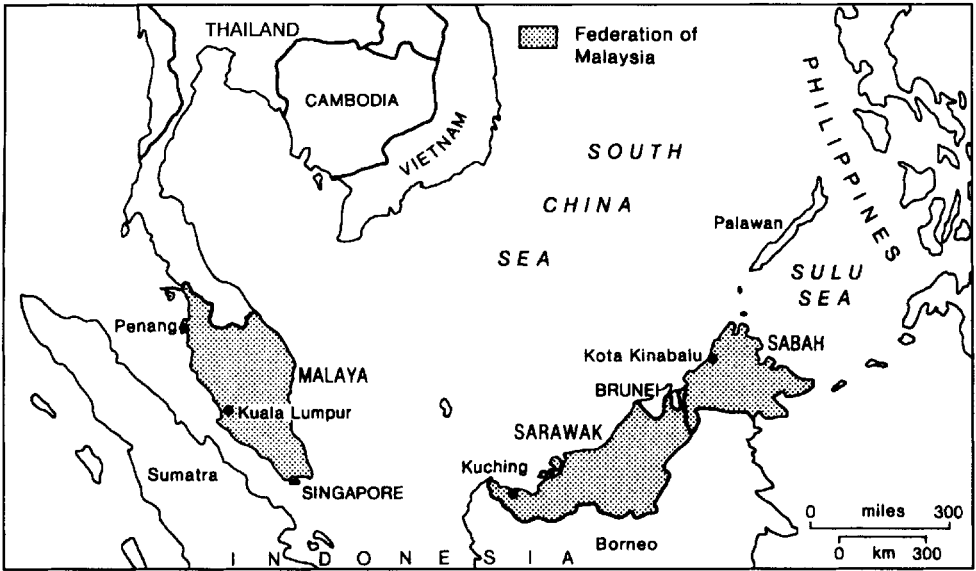 THAILAND
Federation of
Malaysia
CAMBODIA
VIETNAM
PHILIPPINES
SOUTH
CHINA
SEA
Palawan
SULU
SEA
Penang
MALAYA
Kota Kinabalu
SABAH
BRUNEI
Kuala Lumpur
SARAWAK
Kuching
Sumatra
SINGAPORE
0 miles 300
0 km 300
Borneo
INDONESIA